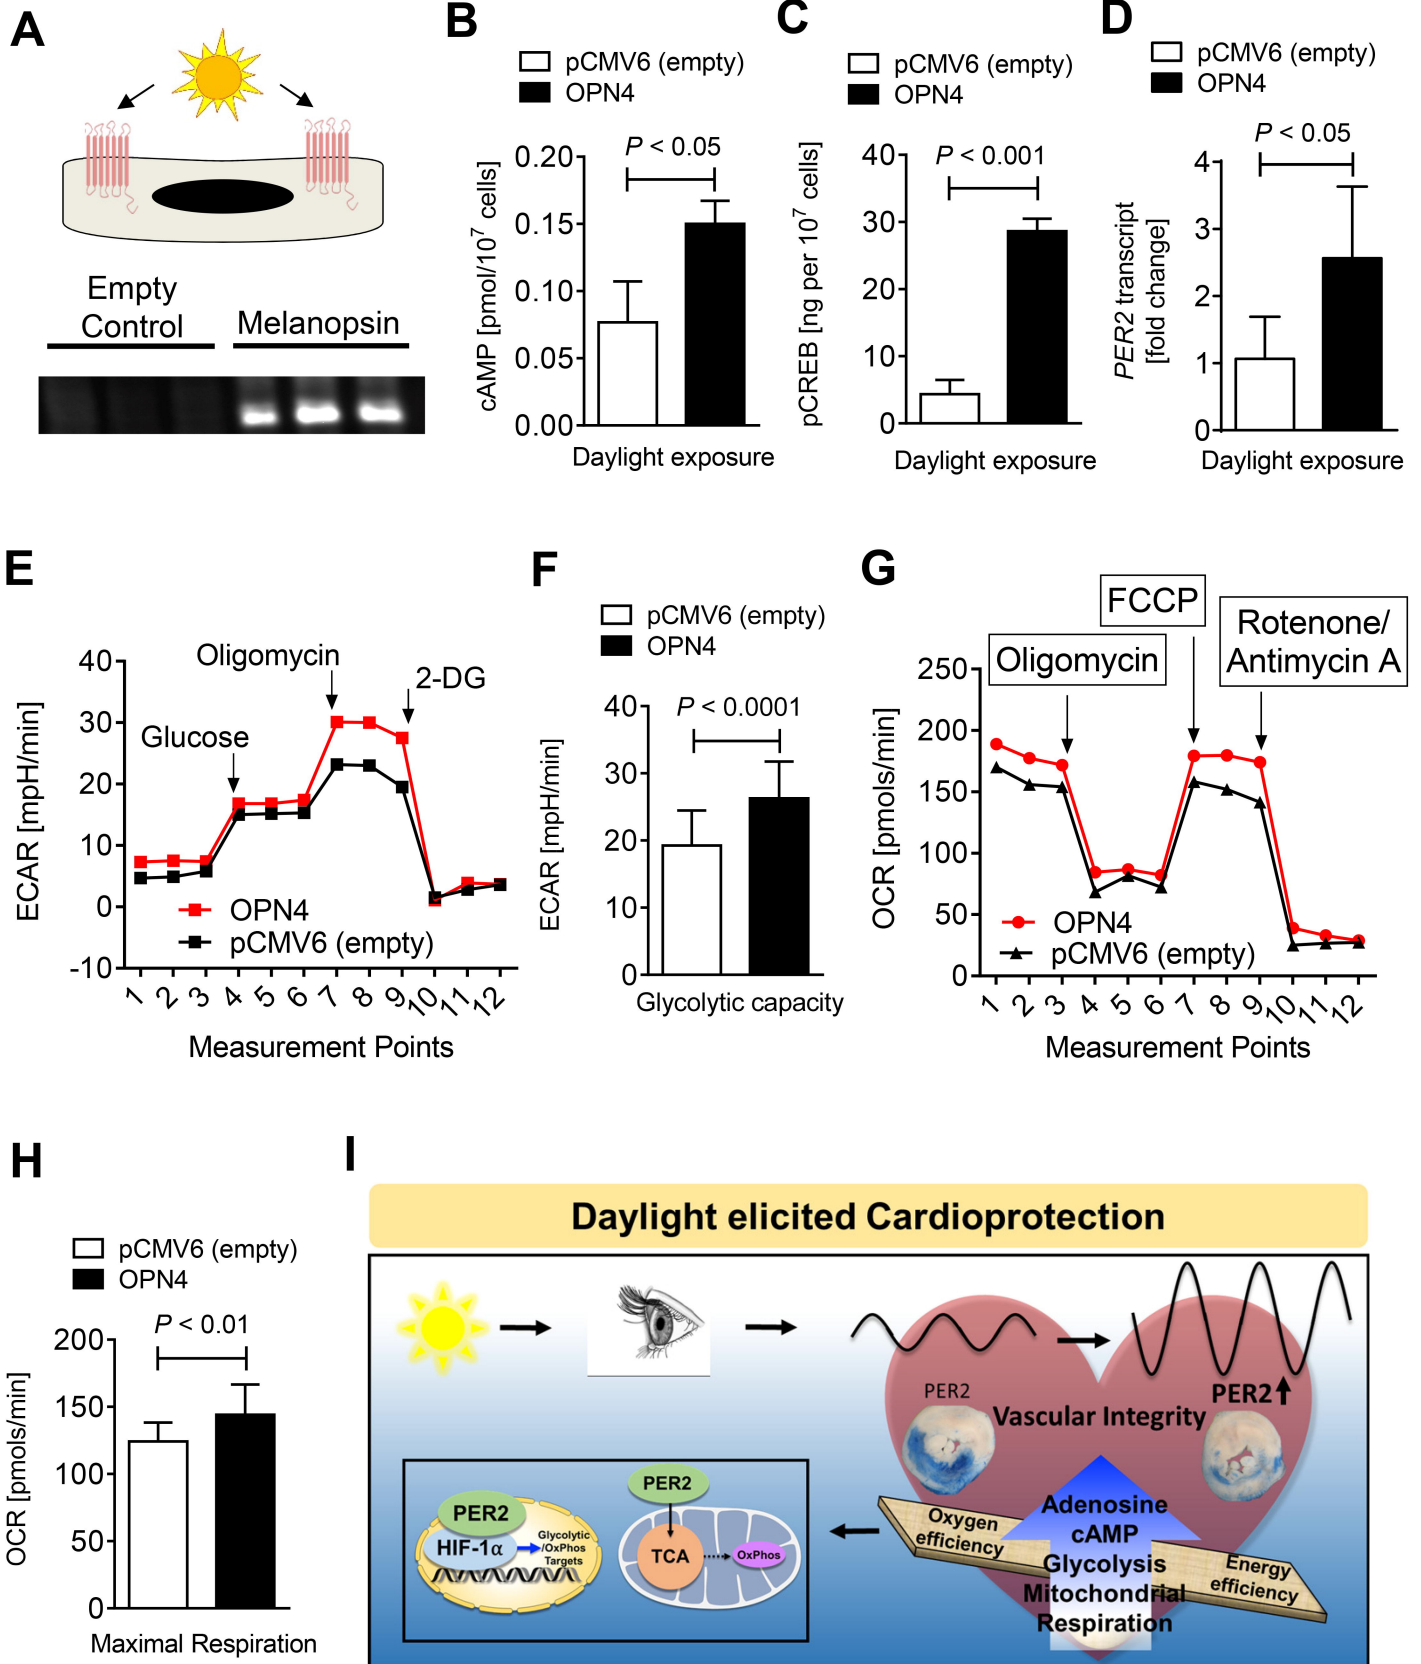 A
Empty
Control
Melanopsin
B
pCMV6 (empty)
OPN4
P < 0.05
cAMP [pmol/10⁷ cells]
0.20
0.15
0.10
0.05
0.00
Daylight exposure
C
pCMV6 (empty)
OPN4
P < 0.001
pCREB [ng per 10⁷ cells]
40
30
20
10
0
Daylight exposure
D
pCMV6 (empty)
OPN4
P < 0.05
PER2 transcript
[fold change]
4
3
2
1
0
Daylight exposure
E
Oligomycin
2-DG
Glucose
ECAR [mpH/min]
40
30
20
10
0
-10
OPN4
pCMV6 (empty)
1 2 3 4 5 6 7 8 9 10 11 12
Measurement Points
F
pCMV6 (empty)
OPN4
P < 0.0001
ECAR [mpH/min]
40
30
20
10
0
Glycolytic capacity
G
FCCP
Oligomycin
Rotenone/
Antimycin A
OCR [pmols/min]
250
200
150
100
50
0
OPN4
pCMV6 (empty)
1 2 3 4 5 6 7 8 9 10 11 12
Measurement Points
H
pCMV6 (empty)
OPN4
P < 0.01
OCR [pmols/min]
200
150
100
50
0
Maximal Respiration
I
Daylight elicited Cardioprotection
PER2
PER2
Vascular Integrity
Adenosine
cAMP
Glycolysis
Mitochondrial
Respiration
Oxygen
efficiency
Energy
efficiency
PER2
HIF-1α
Glycolytic
/OxPhos
Targets
PER2
TCA
OxPhos